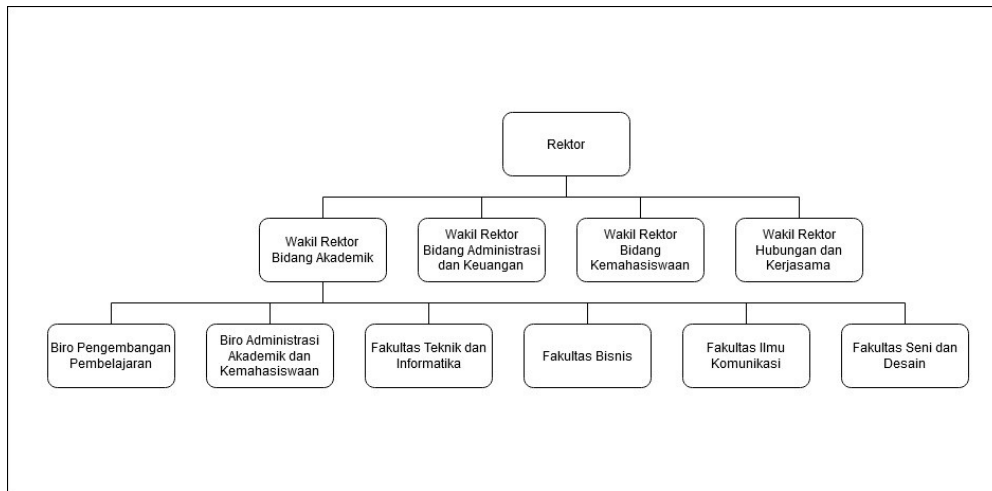 Rektor
Wakil Rektor
Bidang Akademik
Wakil Rektor
Bidang Administrasi
dan Keuangan
Wakil Rektor
Bidang
Kemahasiswaan
Wakil Rektor
Hubungan dan
Kerjasama
Biro Pengembangan
Pembelajaran
Biro Administrasi
Akademik dan
Kemahasiswaan
Fakultas Teknik dan
Informatika
Fakultas Bisnis
Fakultas Ilmu
Komunikasi
Fakultas Seni dan
Desain